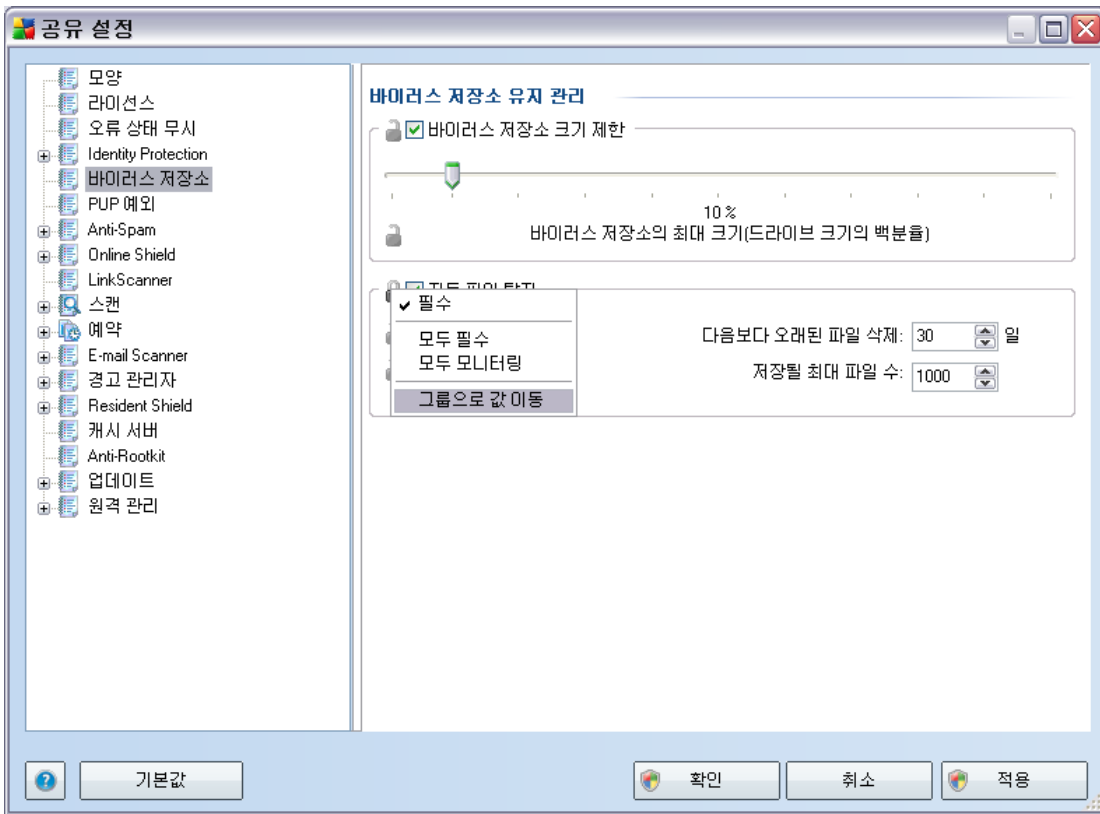 공유 설정
모양
라이선스
오류 상태 무시
Identity Protection
바이러스 저장소
PUP 예외
Anti-Spam
Online Shield
LinkScanner
스캔
예약
E-mail Scanner
경고 관리자
Resident Shield
캐시 서버
Anti-Rootkit
업데이트
원격 관리
바이러스 저장소 유지 관리
바이러스 저장소 크기 제한
10 %
바이러스 저장소의 최대 크기(드라이브 크기의 백분율)
필수
모두 필수
모두 모니터링
그룹으로 값 이동
다음보다 오래된 파일 삭제: 30 일
저장될 최대 파일 수: 1000
기본값
확인
취소
적용